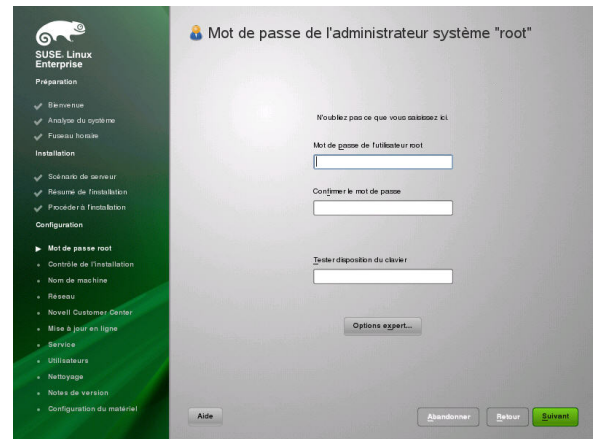 SUSE. Linux
Enterprise
Préparation
Bienvenue
Analyse du système
Fuseau horaire
Installation
Scénario de serveur
Résumé de l'installation
Procéder à l'installation
Configuration
Mot de passe root
Contrôle de l'installation
Nom de machine
Réseau
Novell Customer Center
Mise à jour en ligne
Service
Utilisateurs
Nettoyage
Notes de version
Configuration du matériel
Mot de passe de l'administrateur système "root"
N'oubliez pas ce que vous saisissez ici.
Mot de passe de l'utilisateur root
Confirmer le mot de passe
Tester disposition du clavier
Options expert...
Aide
Abandonner
Retour
Suivant